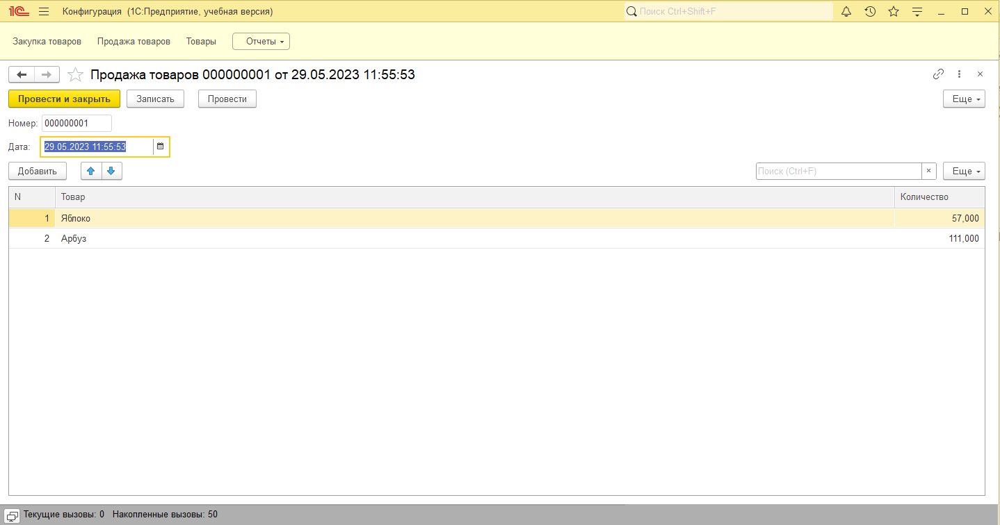 1С Конфигурация (1С:Предприятие, учебная версия) Поиск Ctrl+Shift+F
Закупка товаров Продажа товаров Товары Отчеты
Продажа товаров 000000001 от 29.05.2023 11:55:53
Провести и закрыть Записать Провести Еще
Номер: 000000001
Дата: 29.05.2023 11:55:53
Добавить Поиск (Ctrl+F) × Еще
N Товар Количество
1 Яблоко 57,000
2 Арбуз 111,000
Текущие вызовы: 0 Накопленные вызовы: 50